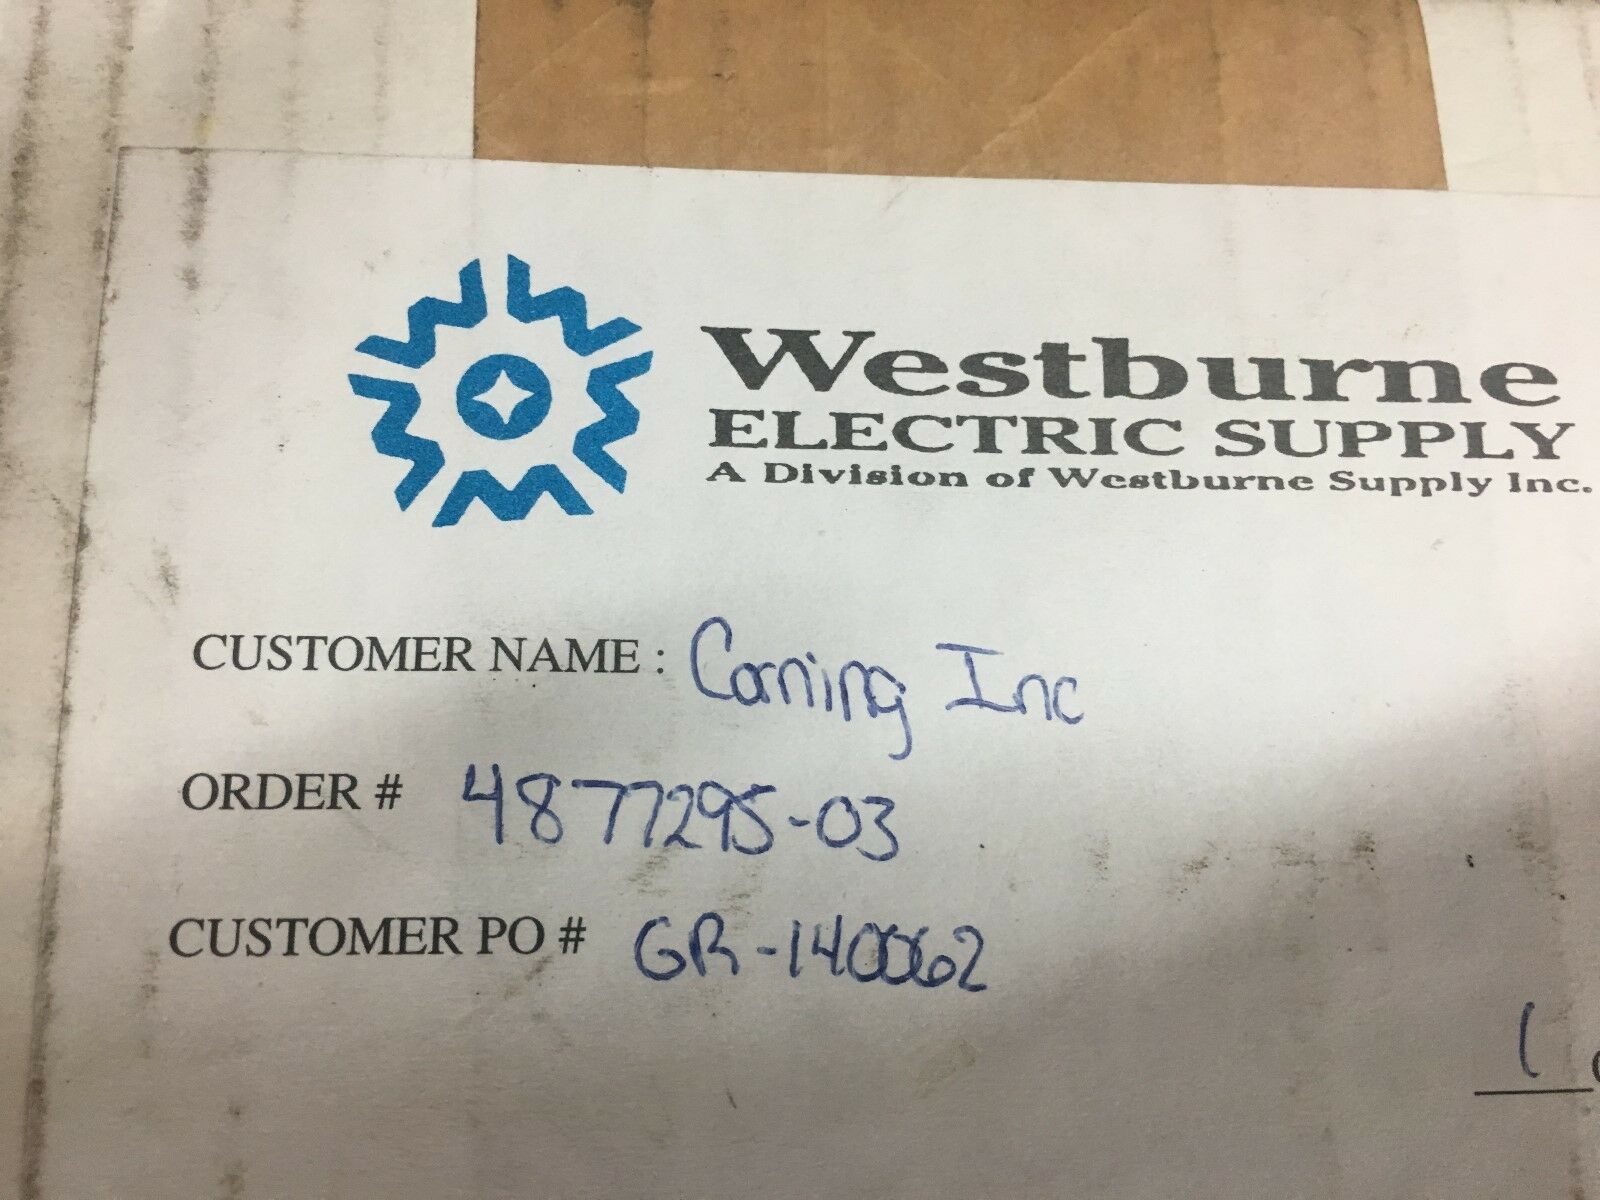 Westburne
ELECTRIC SUPPLY
A Division of Westburne Supply Inc.
CUSTOMER NAME : Corning Inc
ORDER # 4877295-03
CUSTOMER PO # GR-140062
1